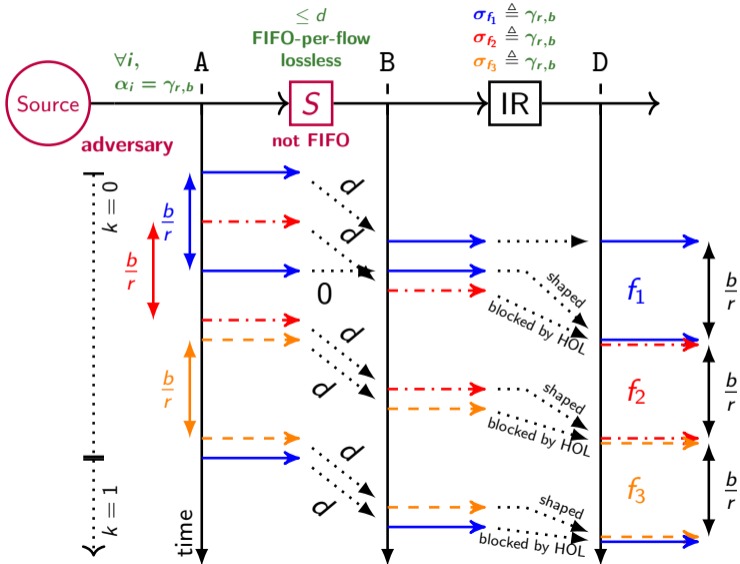 ≤ d
FIFO-per-flow
lossless
σf₁ ≜ γr,b
σf₂ ≜ γr,b
σf₃ ≜ γr,b
∀i,
αi = γr,b
A
B
D
Source
S
IR
adversary
not FIFO
k = 0
b/r
d
b/r
d
0
shaped
blocked by HOL
f₁
b/r
b/r
d
d
shaped
blocked by HOL
f₂
b/r
k = 1
d
d
shaped
blocked by HOL
f₃
b/r
time